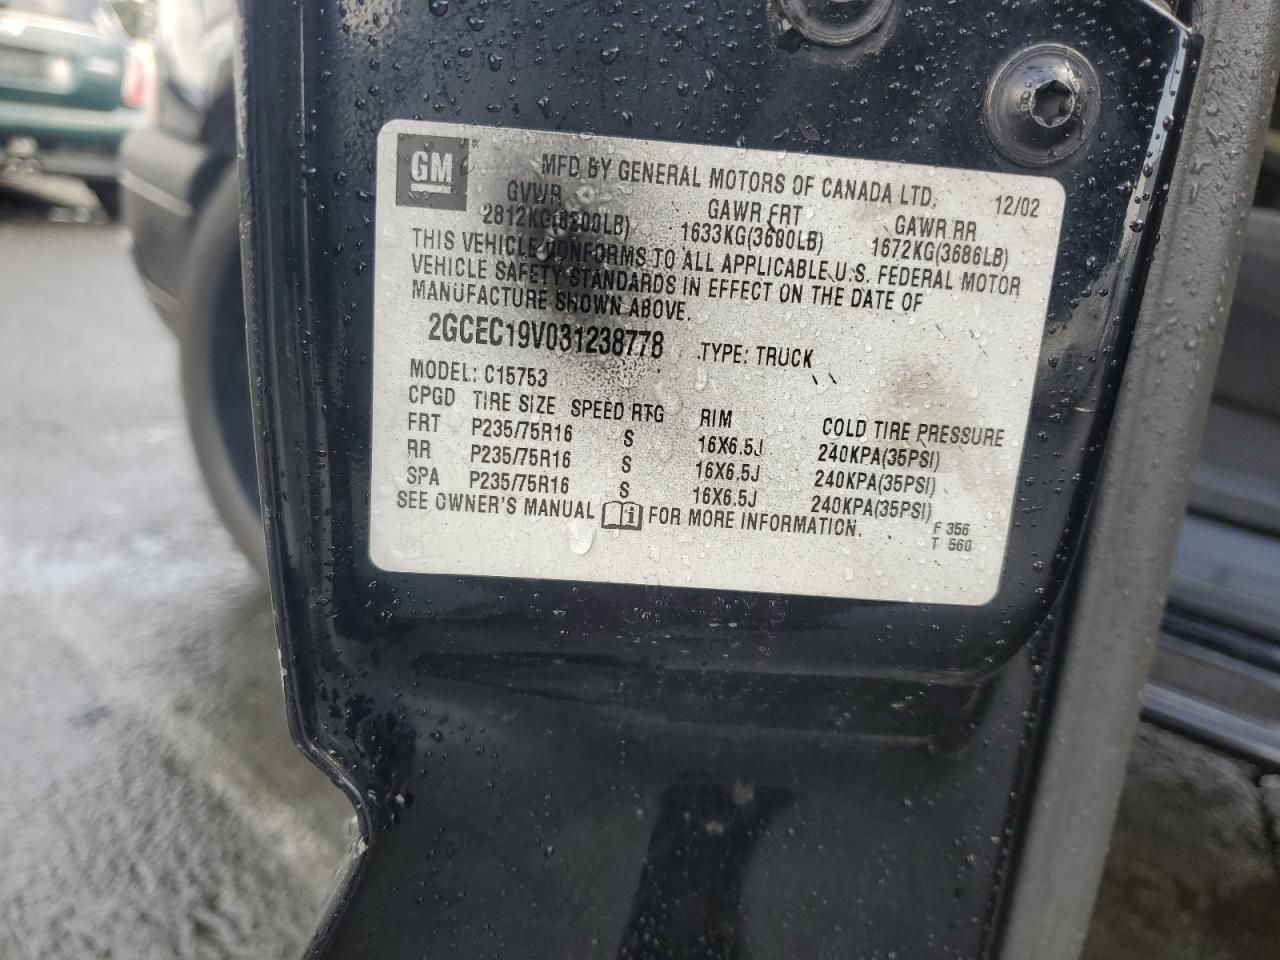 GM MFD BY GENERAL MOTORS OF CANADA LTD. 12/02
GVWR GAWR FRT GAWR RR
2812KG(6200LB) 1633KG(3600LB) 1672KG(3686LB)
THIS VEHICLE CONFORMS TO ALL APPLICABLE U.S. FEDERAL MOTOR
VEHICLE SAFETY STANDARDS IN EFFECT ON THE DATE OF
MANUFACTURE SHOWN ABOVE.
2GCEC19V031238778 TYPE: TRUCK
MODEL: C15753
CPGD TIRE SIZE SPEED RTG RIM COLD TIRE PRESSURE
FRT P235/75R16 S 16X6.5J 240KPA(35PSI)
RR P235/75R16 S 16X6.5J 240KPA(35PSI)
SPA P235/75R16 S 16X6.5J 240KPA(35PSI)
SEE OWNER'S MANUAL i FOR MORE INFORMATION.
F 356
T 560